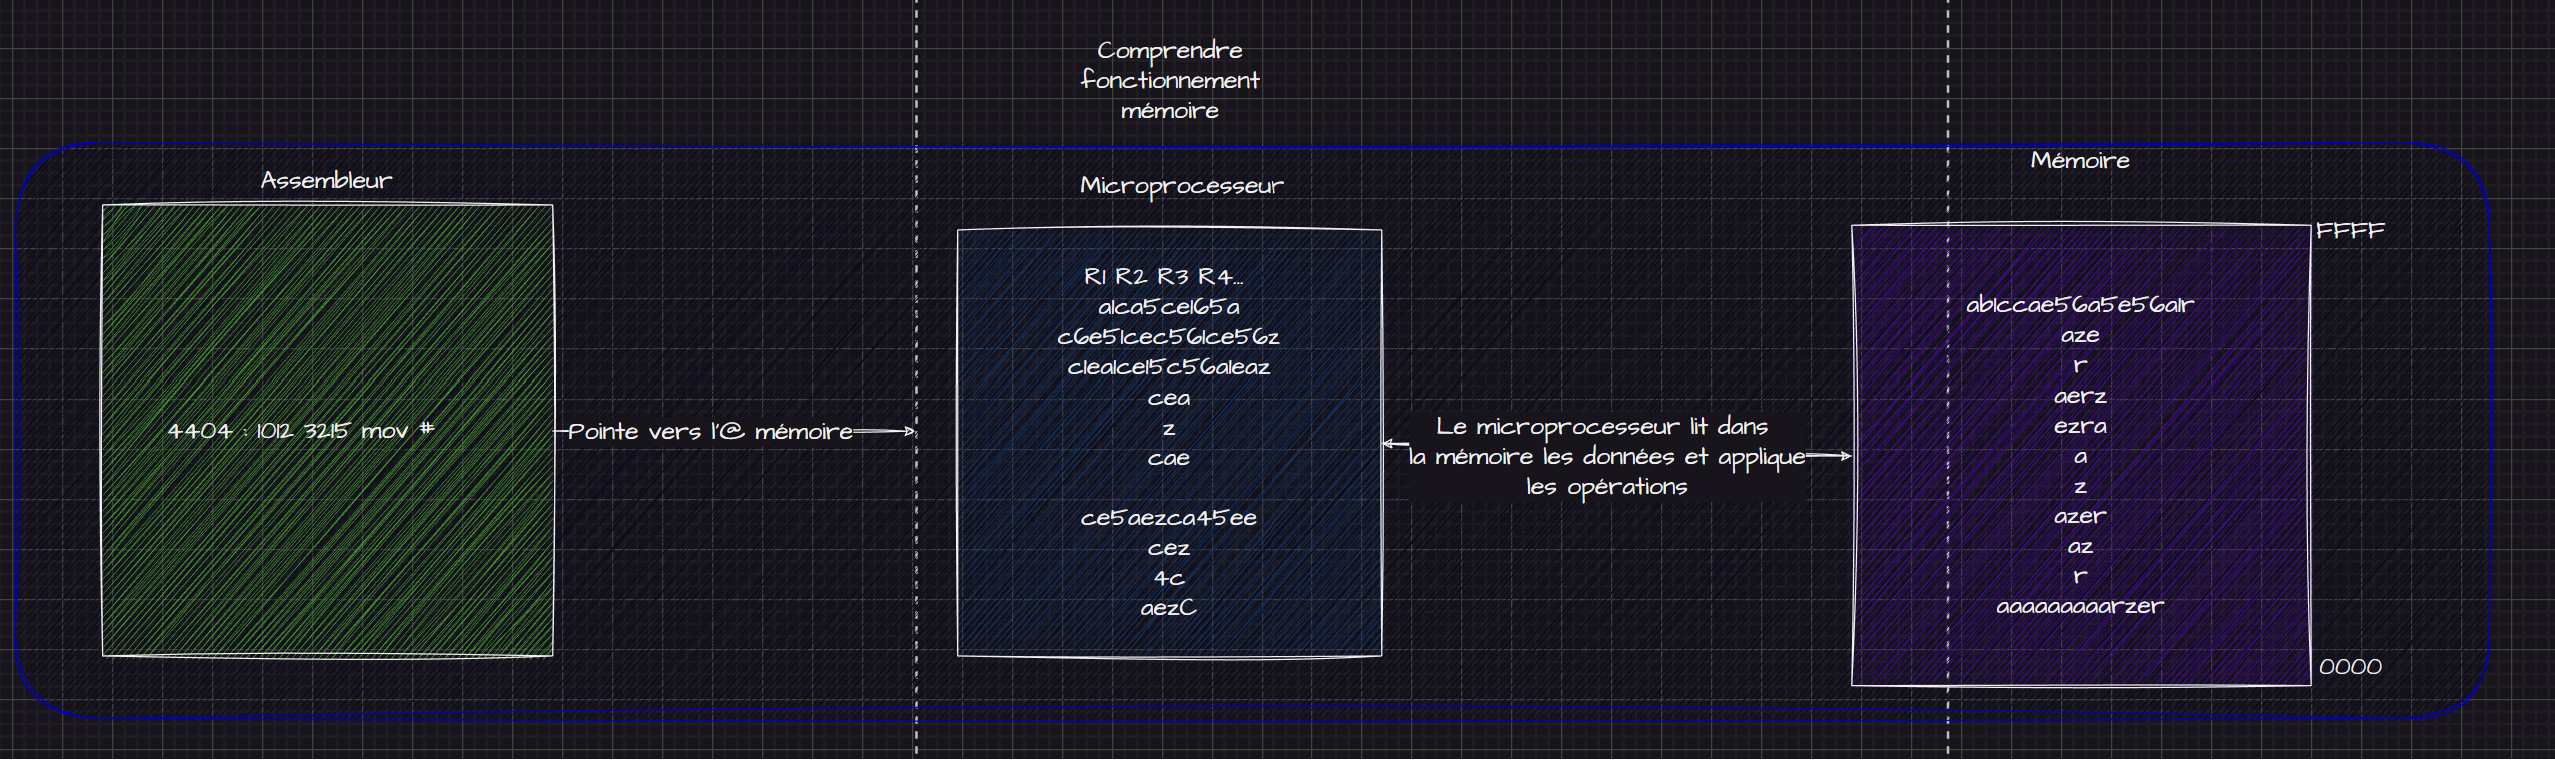 Comprendre
fonctionnement
mémoire
Assembleur
4404 : 1012 3215 mov #
Pointe vers l'@ mémoire
Microprocesseur
R1 R2 R3 R4...
a1ca5ce165a
c6e51cec561ce56z
c1ea1ce15c56a1eaz
cea
z
cae
ce5aezca45ee
cez
4c
aezC
Le microprocesseur lit dans
la mémoire les données et applique
les opérations
Mémoire
FFFF
ab1ccae56a5e56a1r
aze
r
aerz
ezra
a
z
azer
az
r
aaaaaaaaarzer
0000